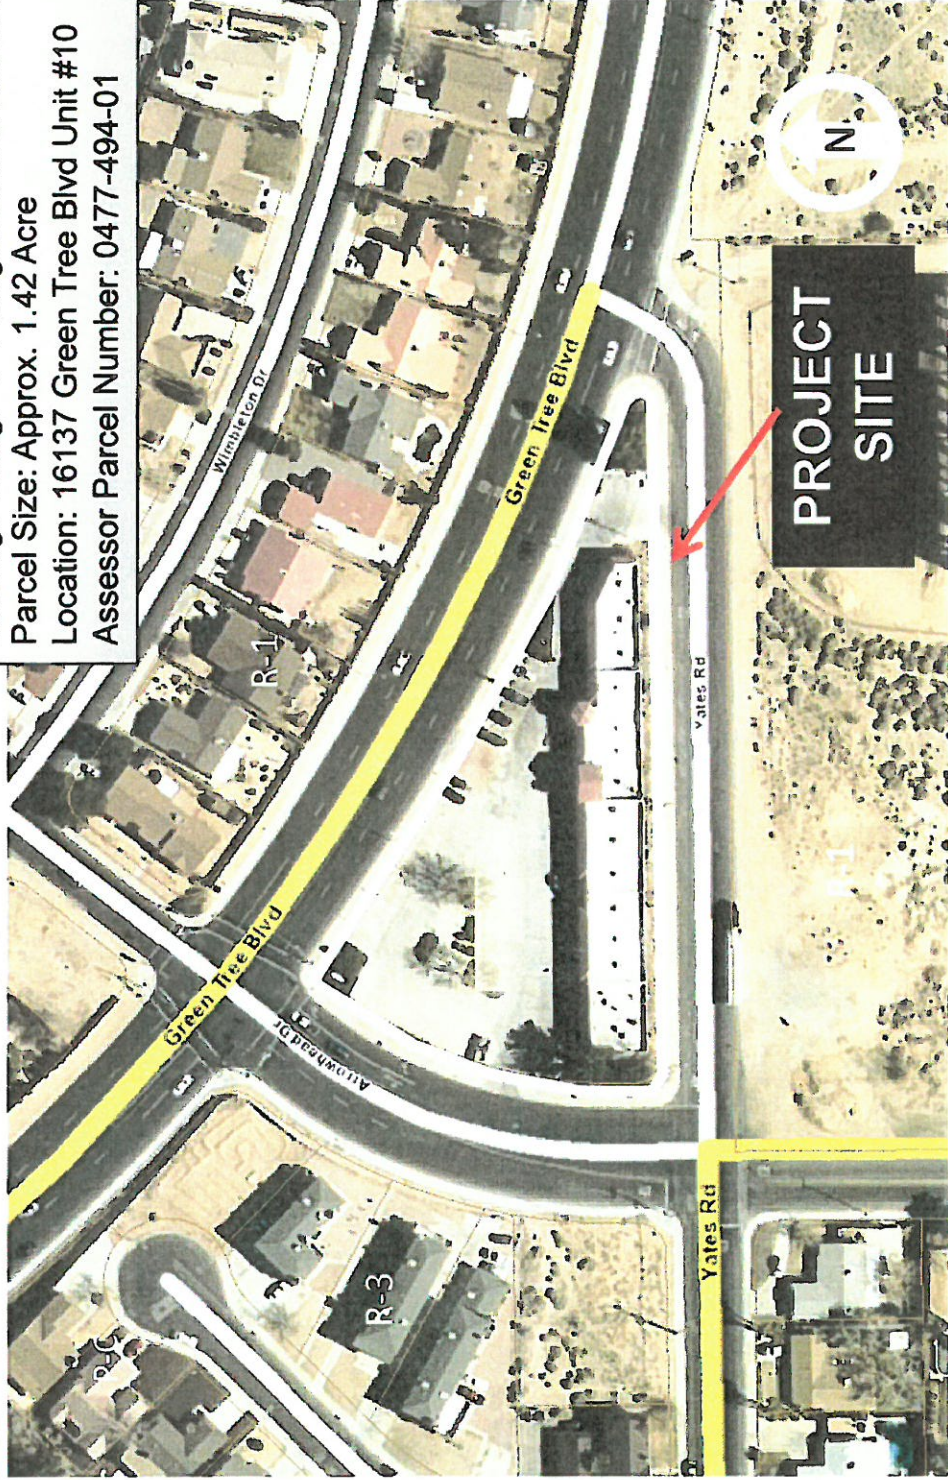 Parcel Size: Approx. 1.42 Acre
Location: 16137 Green Tree Blvd Unit #10
Assessor Parcel Number: 0477-494-01
Wimbleton Dr
R-1
Green Tree Blvd
Green Tree Blvd
Arrowhead Dr
R-3
Yates Rd
Yates Rd
PROJECT
SITE
N